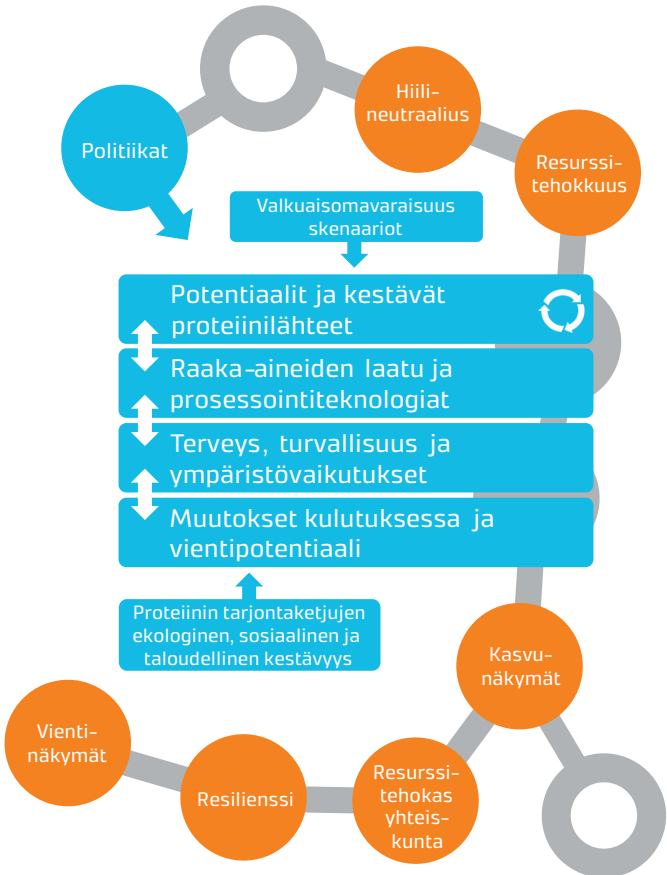 Politiikat
Hiili-
neutraalius
Resurssi-
tehokkuus
Valkuaisomavaraisuus
skenaariot
Potentiaalit ja kestävät
proteiinilähteet
Raaka-aineiden laatu ja
prosessointiteknologiat
Terveys, turvallisuus ja
ympäristövaikutukset
Muutokset kulutuksessa ja
vientipotentiaali
Proteiinin tarjontaketjujen
ekologinen, sosiaalinen ja
taloudellinen kestävyys
Kasvu-
näkymät
Vienti-
näkymät
Resilienssi
Resurssi-
tehokas
yhteis-
kunta